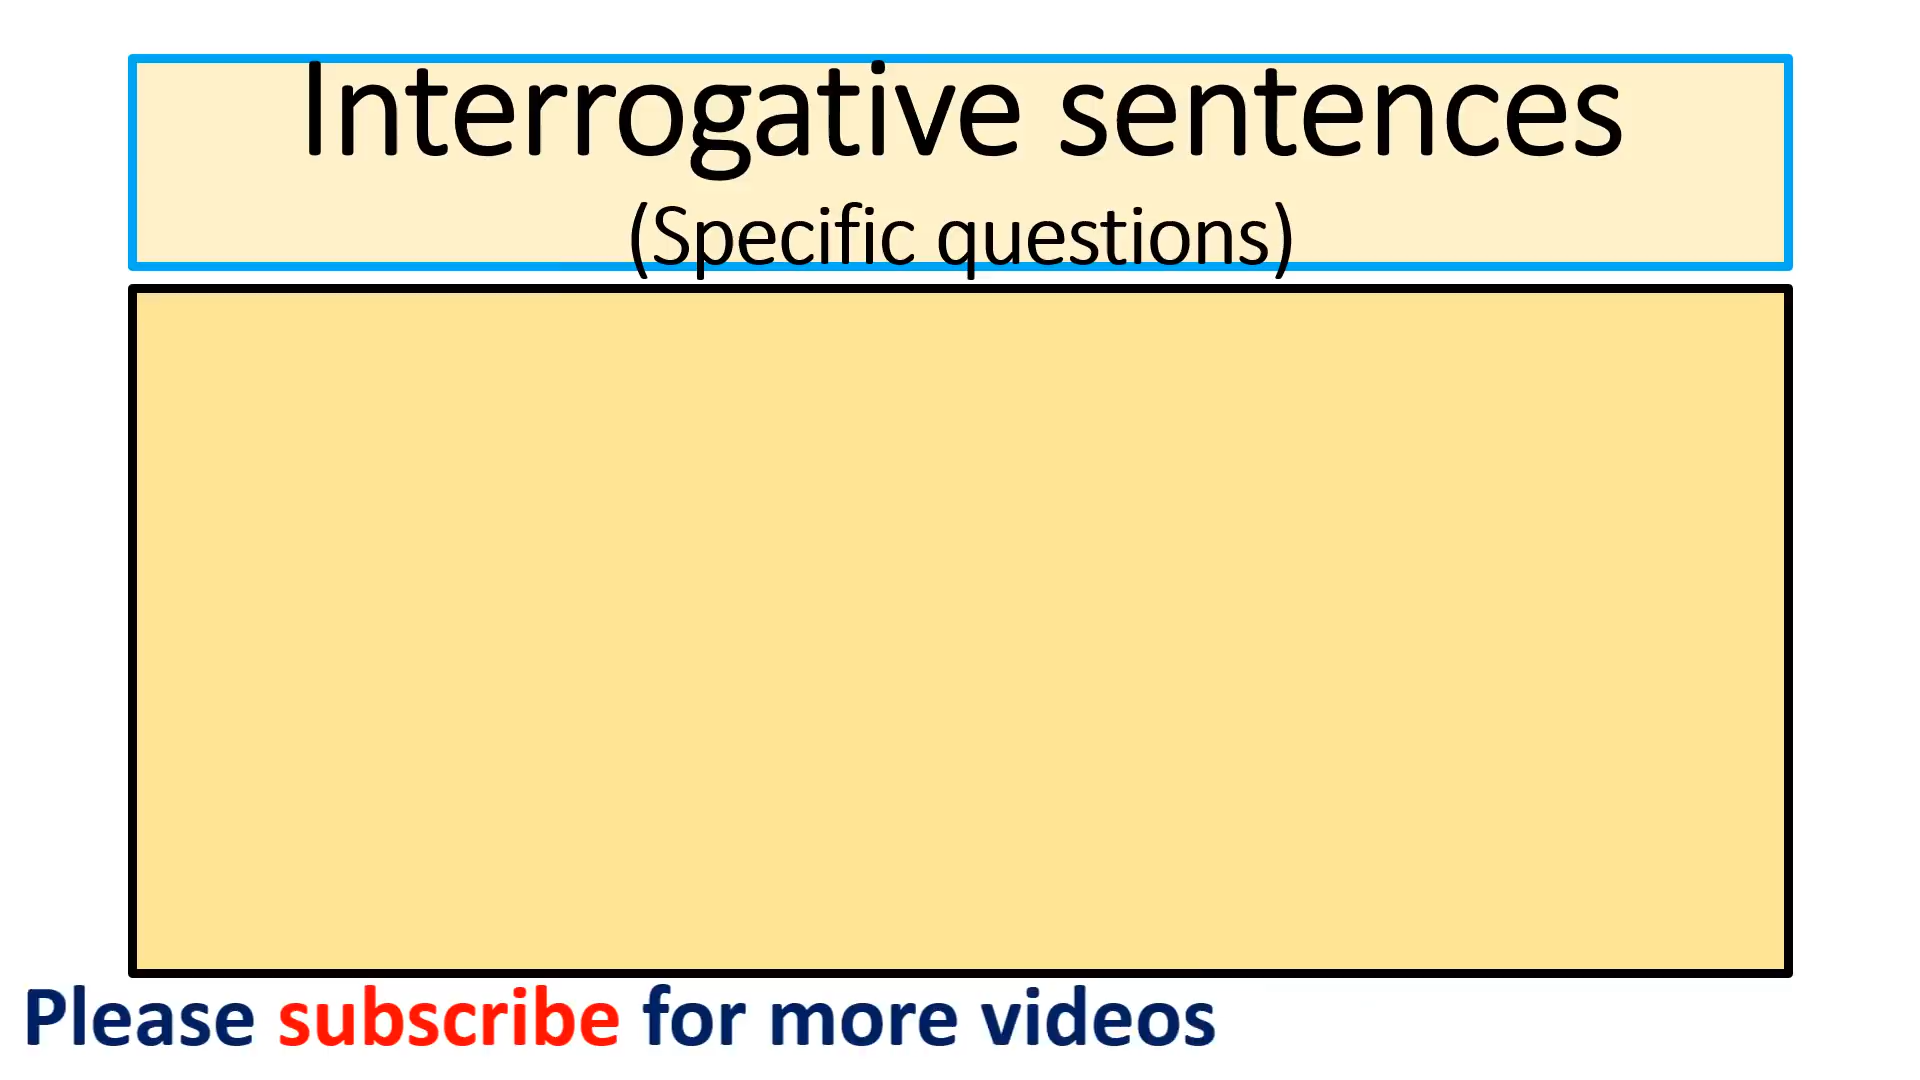 Interrogative sentences
(Specific questions)
Please subscribe for more videos